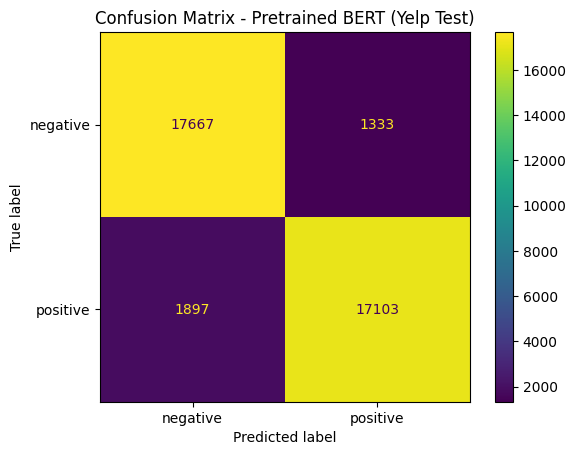 Confusion Matrix - Pretrained BERT (Yelp Test)
True label
negative
17667
1333
positive
1897
17103
negative
positive
Predicted label
16000
14000
12000
10000
8000
6000
4000
2000